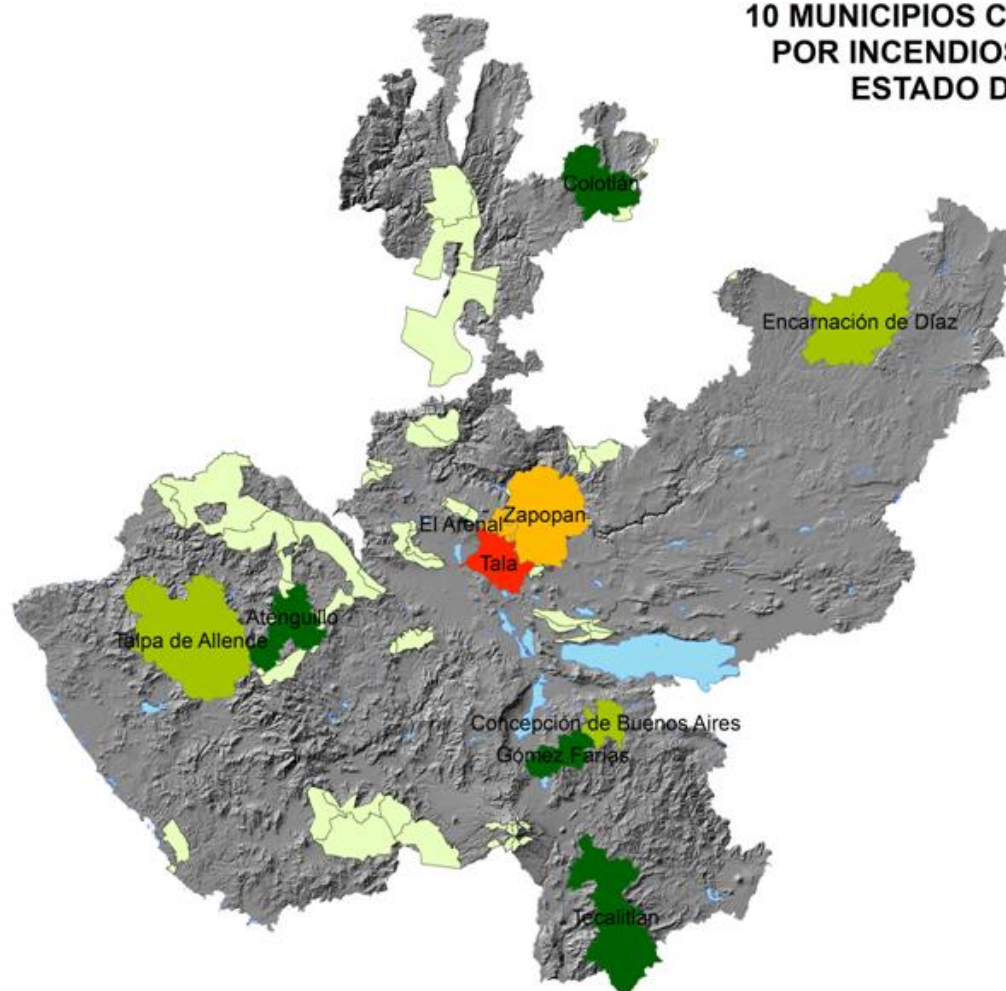 10 MUNICIPIOS C
POR INCENDIOS
ESTADO D
Colotlán
Encarnación de Díaz
El Arenal
Zapopan
Tala
Atenguillo
Talpa de Allence
Concepción de Buenos Aires
Gómez Farías
Tecalitlán